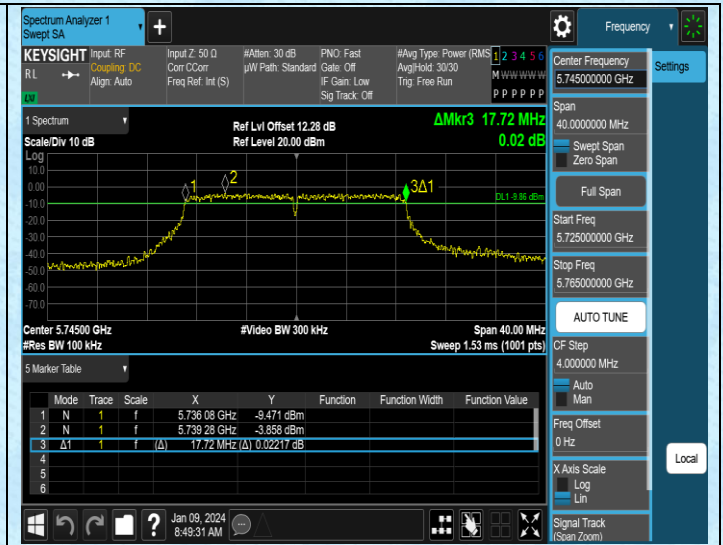 Spectrum Analyzer 1
Swept SA
Frequency
KEYSIGHT
RL
LXI
Input: RF
Coupling: DC
Align: Auto
Input Z: 50 Ω
Corr CCorr
Freq Ref: Int (S)
#Atten: 30 dB
µW Path: Standard
PNO: Fast
Gate: Off
IF Gain: Low
Sig Track: Off
#Avg Type: Power (RMS
Avg|Hold: 30/30
Trig: Free Run
1 2 3 4 5 6
M W W W W W
P P P P P P
1 Spectrum
Scale/Div 10 dB
Ref Lvl Offset 12.28 dB
Ref Level 20.00 dBm
ΔMkr3 17.72 MHz
0.02 dB
Log
10.0
0.00
-10.0
-20.0
-30.0
-40.0
-50.0
-60.0
-70.0
1
2
3Δ1
DL1 -9.86 dBm
Center 5.74500 GHz
#Video BW 300 kHz
Span 40.00 MHz
#Res BW 100 kHz
Sweep 1.53 ms (1001 pts)
5 Marker Table
Mode Trace Scale X Y Function Function Width Function Value
1 N 1 f 5.736 08 GHz -9.471 dBm
2 N 1 f 5.739 28 GHz -3.858 dBm
3 Δ1 1 f (Δ) 17.72 MHz (Δ) 0.02217 dB
4
5
6
?
Jan 09, 2024
8:49:31 AM
Center Frequency
5.745000000 GHz
Span
40.0000000 MHz
Swept Span
Zero Span
Full Span
Start Freq
5.725000000 GHz
Stop Freq
5.765000000 GHz
AUTO TUNE
CF Step
4.000000 MHz
Auto
Man
Freq Offset
0 Hz
X Axis Scale
Log
Lin
Signal Track
(Span Zoom)
Settings
Local